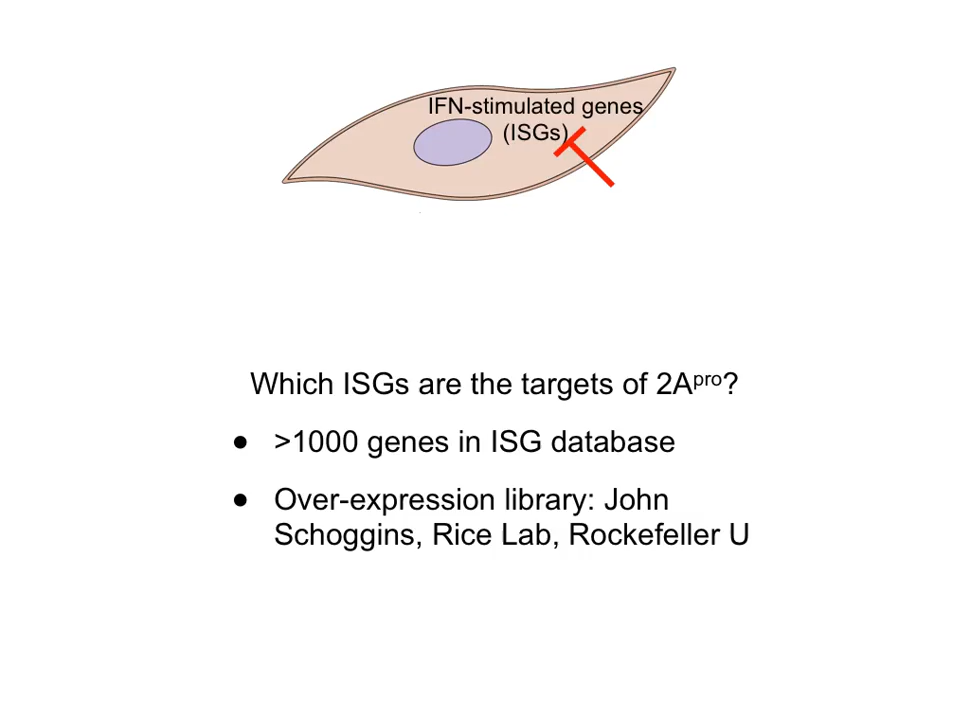 IFN-stimulated genes
(ISGs)
Which ISGs are the targets of 2Apro?
● >1000 genes in ISG database
● Over-expression library: John
Schoggins, Rice Lab, Rockefeller U